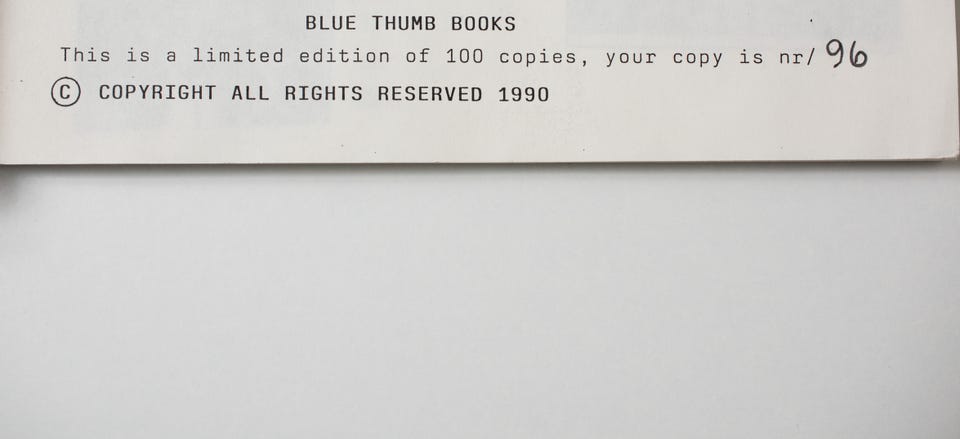 BLUE THUMB BOOKS
This is a limited edition of 100 copies, your copy is nr/ 96
© COPYRIGHT ALL RIGHTS RESERVED 1990